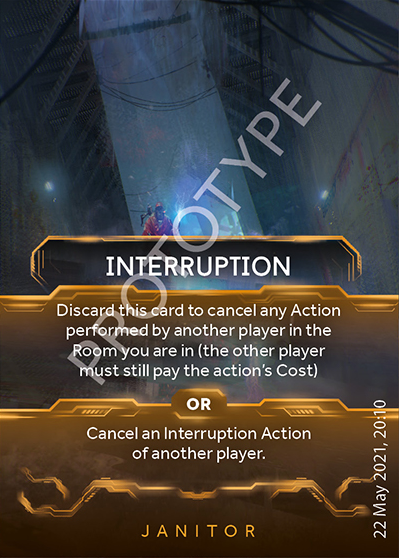 PROTOTYPE
INTERRUPTION
Discard this card to cancel any Action
performed by another player in the
Room you are in (the other player
must still pay the action's Cost)
OR
Cancel an Interruption Action
of another player.
JANITOR
22 May 2021, 20:10